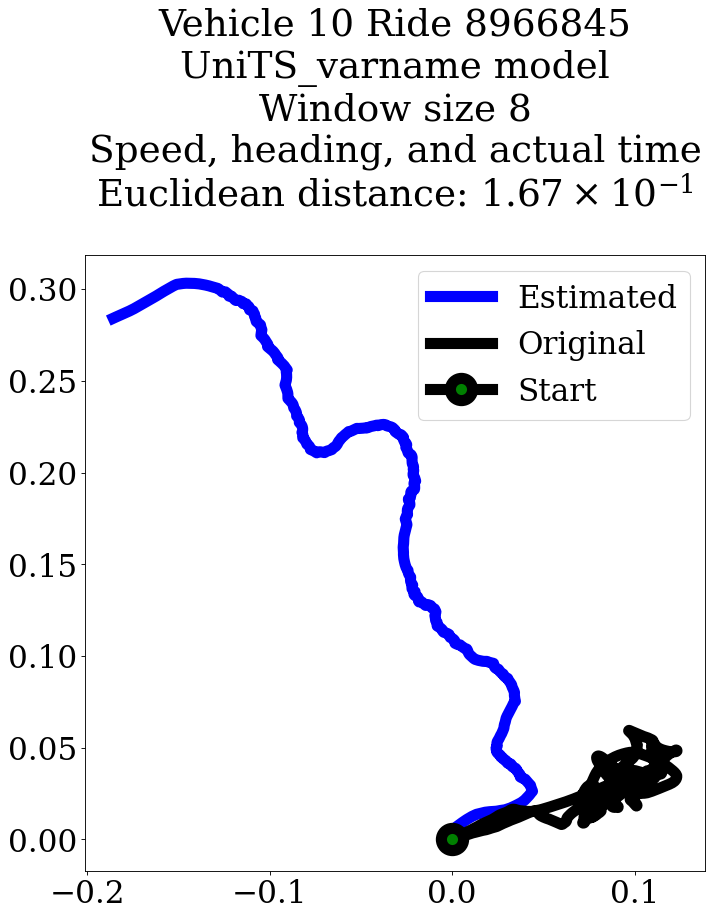 Vehicle 10 Ride 8966845
UniTS_varname model
Window size 8
Speed, heading, and actual time
Euclidean distance: 1.67 × 10⁻¹
Estimated
Original
Start
0.30
0.25
0.20
0.15
0.10
0.05
0.00
−0.2
−0.1
0.0
0.1